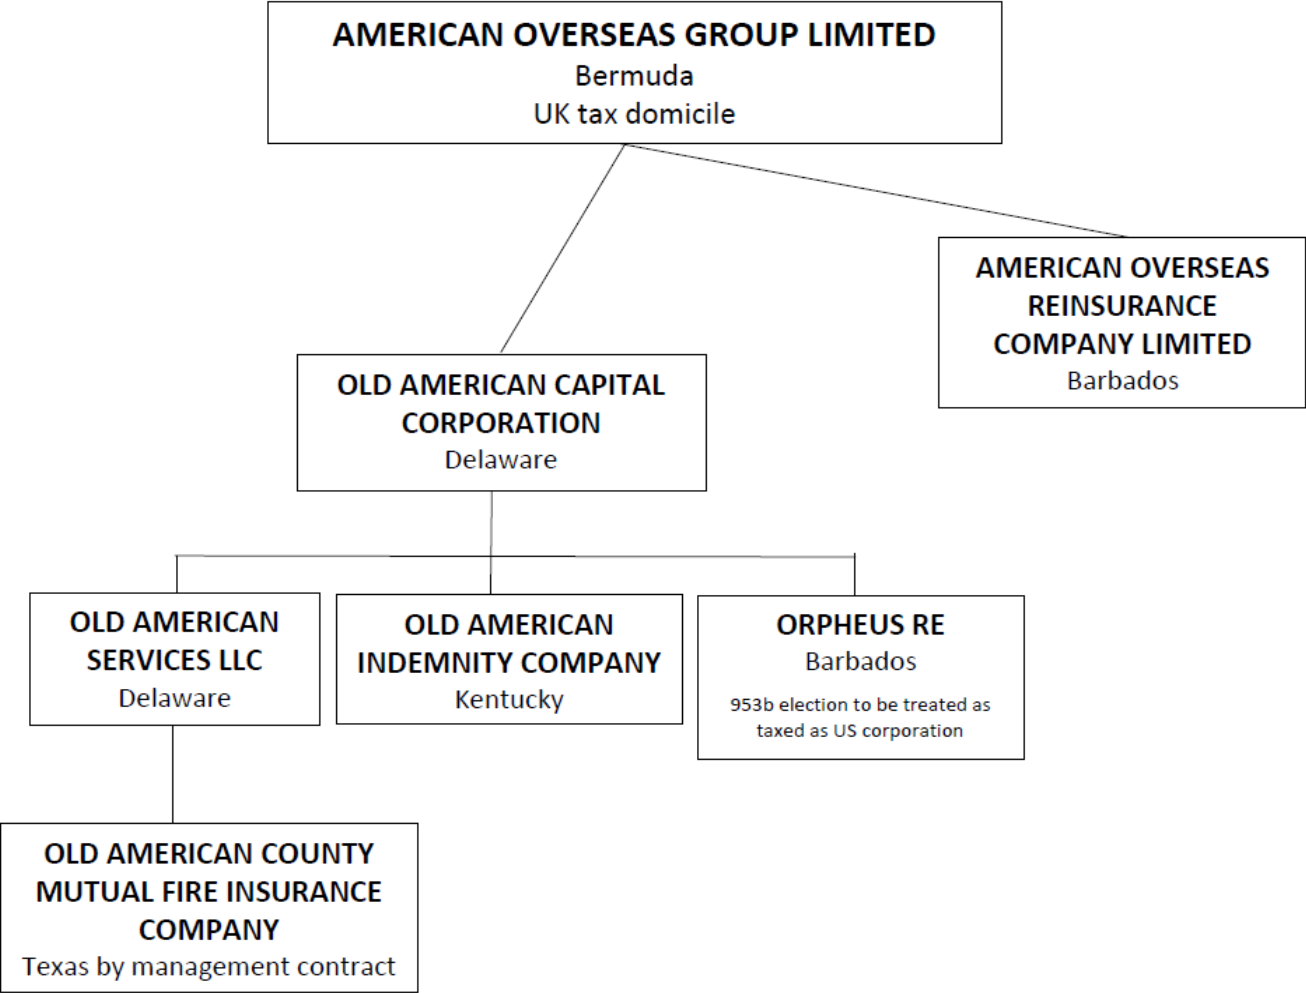 AMERICAN OVERSEAS GROUP LIMITED
Bermuda
UK tax domicile
AMERICAN OVERSEAS
REINSURANCE
COMPANY LIMITED
Barbados
OLD AMERICAN CAPITAL
CORPORATION
Delaware
OLD AMERICAN
SERVICES LLC
Delaware
OLD AMERICAN
INDEMNITY COMPANY
Kentucky
ORPHEUS RE
Barbados
953b election to be treated as
taxed as US corporation
OLD AMERICAN COUNTY
MUTUAL FIRE INSURANCE
COMPANY
Texas by management contract